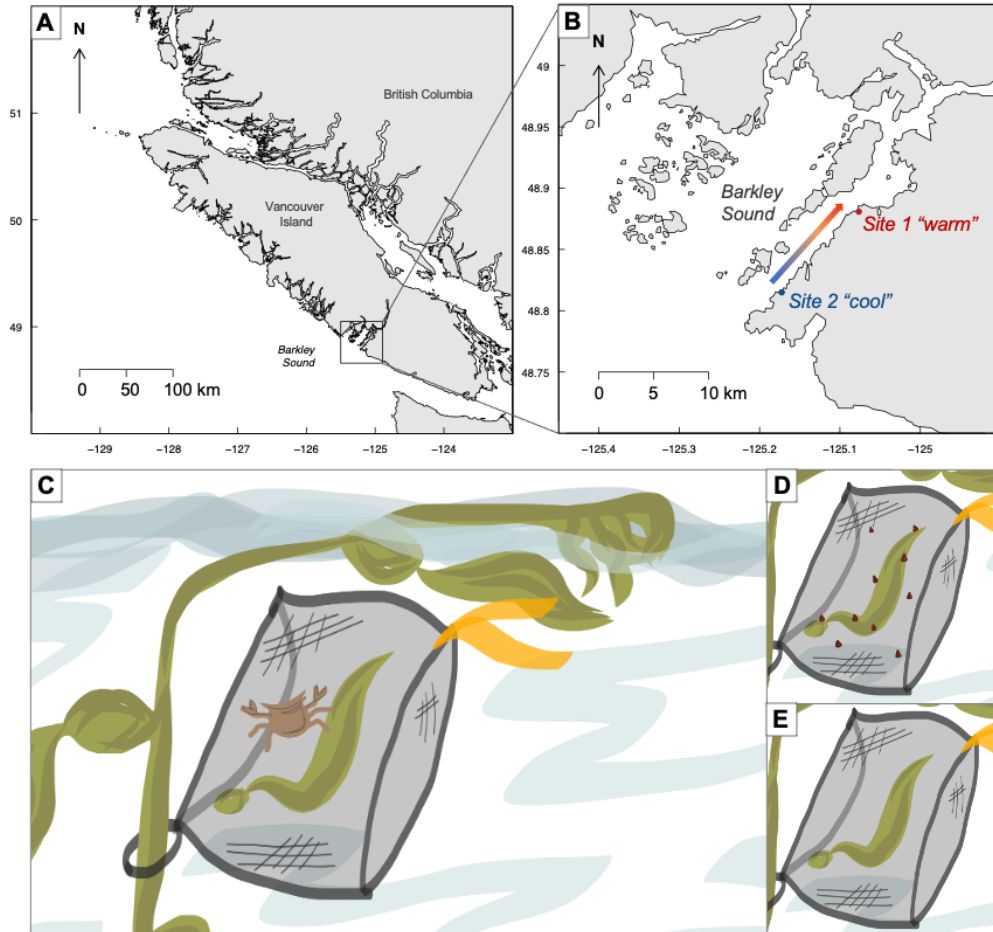 A
N
British Columbia
Vancouver
Island
Barkley
Sound
0 50 100 km
51
50
49
−129 −128 −127 −126 −125 −124
B
N
Barkley
Sound
Site 1 “warm”
Site 2 “cool”
0 5 10 km
49
48.95
48.9
48.85
48.8
48.75
−125.4 −125.3 −125.2 −125.1 −125
C
D
E